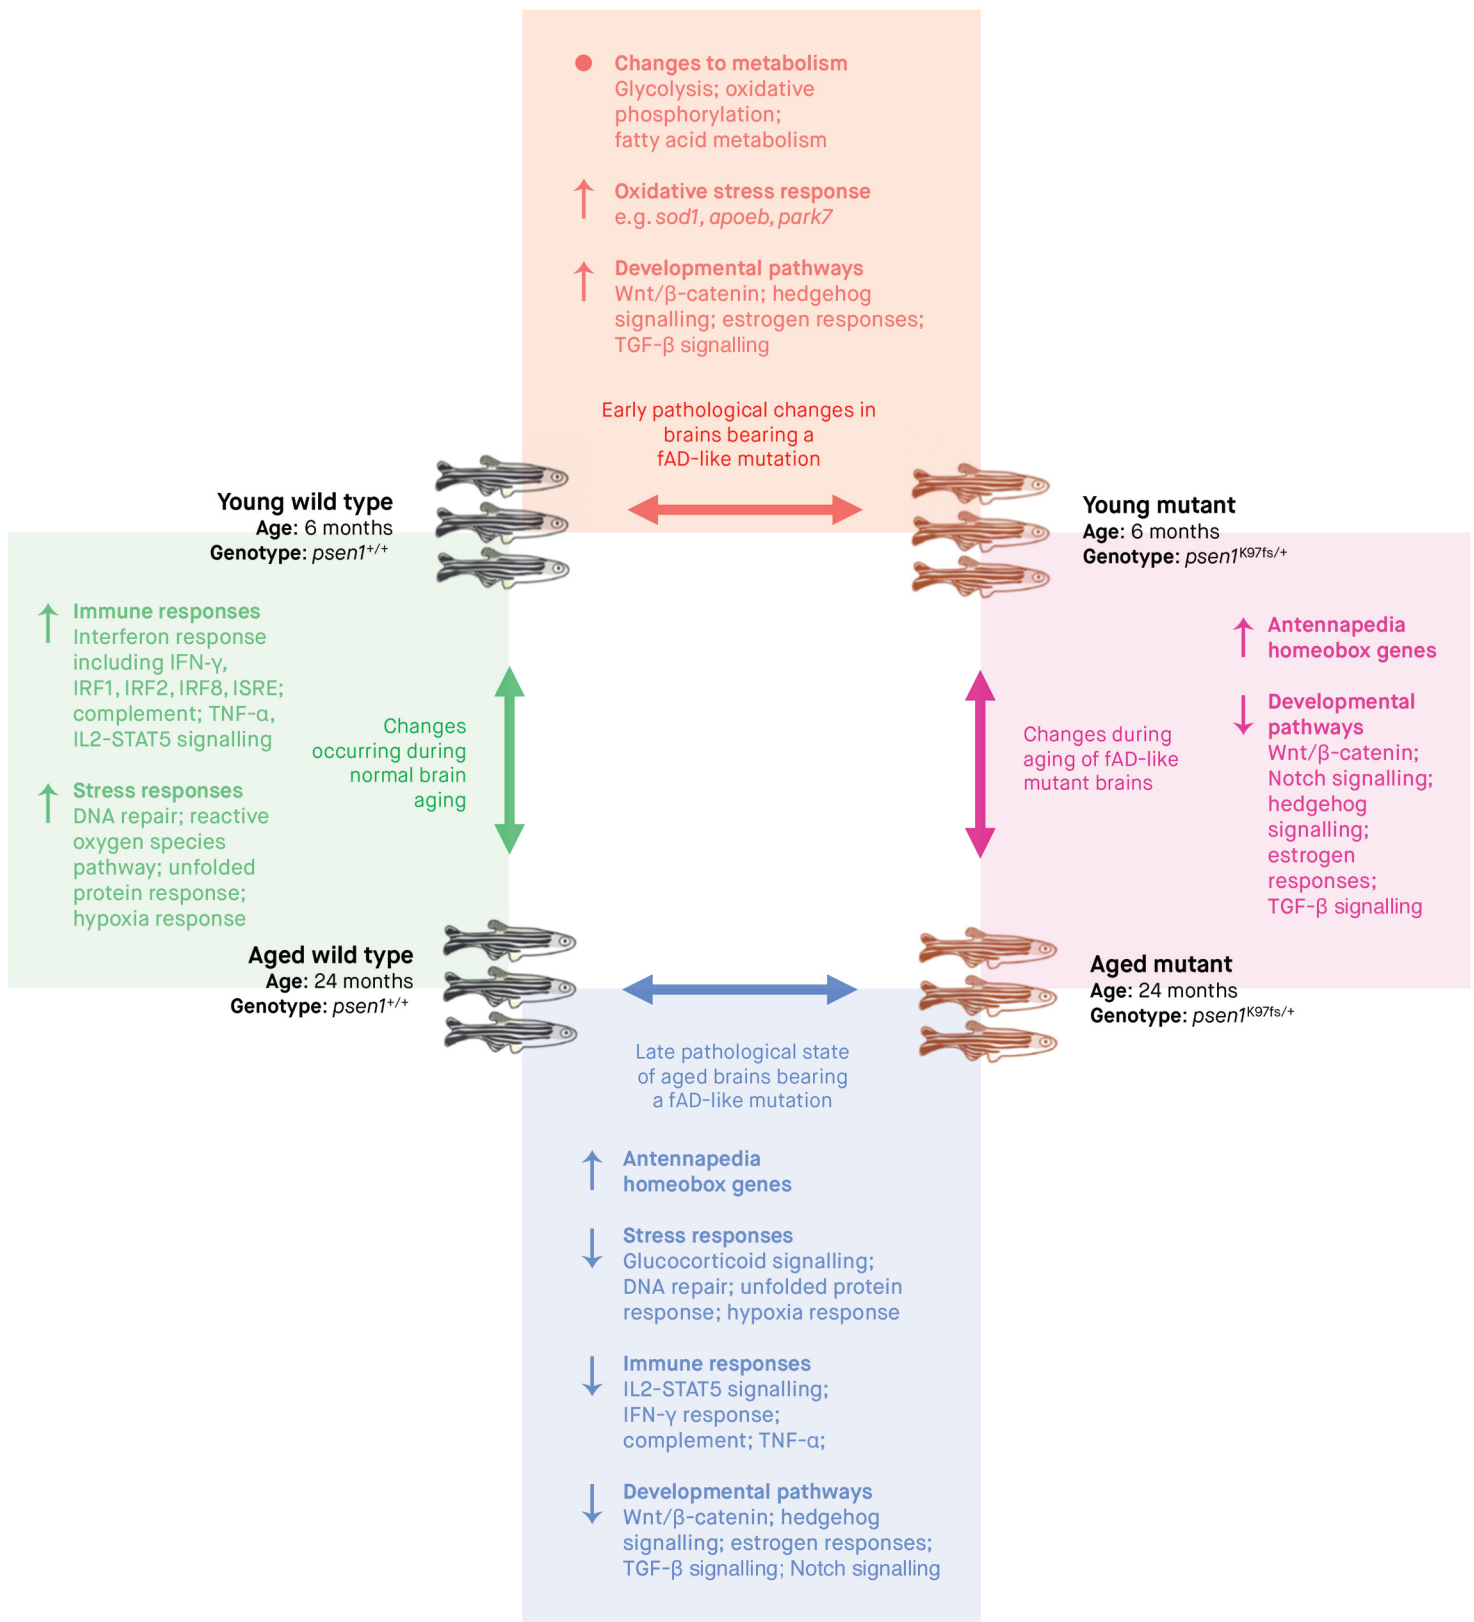 Changes to metabolism
Glycolysis; oxidative
phosphorylation;
fatty acid metabolism
Oxidative stress response
e.g. sod1, apoeb, park7
Developmental pathways
Wnt/β-catenin; hedgehog
signalling; estrogen responses;
TGF-β signalling
Early pathological changes in
brains bearing a
fAD-like mutation
Young wild type
Age: 6 months
Genotype: psen1+/+
Young mutant
Age: 6 months
Genotype: psen1K97fs/+
Immune responses
Interferon response
including IFN-γ,
IRF1, IRF2, IRF8, ISRE;
complement; TNF-α,
IL2-STAT5 signalling
Stress responses
DNA repair; reactive
oxygen species
pathway; unfolded
protein response;
hypoxia response
Changes
occurring during
normal brain
aging
Changes during
aging of fAD-like
mutant brains
Antennapedia
homeobox genes
Developmental
pathways
Wnt/β-catenin;
Notch signalling;
hedgehog
signalling;
estrogen
responses;
TGF-β signalling
Aged wild type
Age: 24 months
Genotype: psen1+/+
Aged mutant
Age: 24 months
Genotype: psen1K97fs/+
Late pathological state
of aged brains bearing
a fAD-like mutation
Antennapedia
homeobox genes
Stress responses
Glucocorticoid signalling;
DNA repair; unfolded protein
response; hypoxia response
Immune responses
IL2-STAT5 signalling;
IFN-γ response;
complement; TNF-α;
Developmental pathways
Wnt/β-catenin; hedgehog
signalling; estrogen responses;
TGF-β signalling; Notch signalling